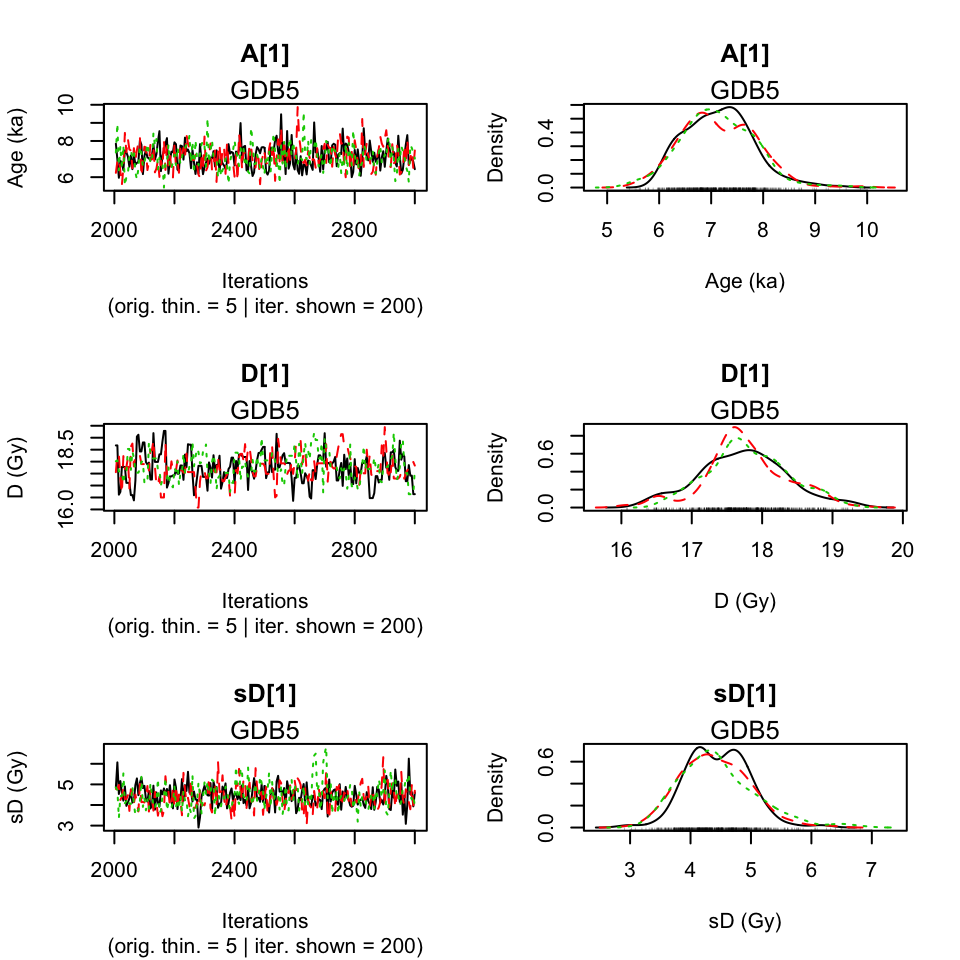 A[1]
GDB5
Age (ka)
6 8 10
2000 2400 2800
Iterations
(orig. thin. = 5 | iter. shown = 200)
A[1]
GDB5
Density
0.0 0.4
5 6 7 8 9 10
Age (ka)
D[1]
GDB5
D (Gy)
16.0 18.5
2000 2400 2800
Iterations
(orig. thin. = 5 | iter. shown = 200)
D[1]
GDB5
Density
0.0 0.6
16 17 18 19 20
D (Gy)
sD[1]
GDB5
sD (Gy)
3 5
2000 2400 2800
Iterations
(orig. thin. = 5 | iter. shown = 200)
sD[1]
GDB5
Density
0.0 0.6
3 4 5 6 7
sD (Gy)